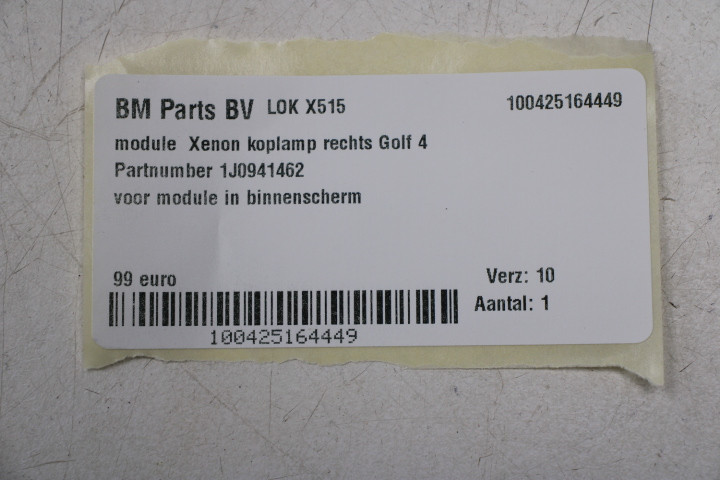 BM Parts BV LOK X515 100425164449
module Xenon koplamp rechts Golf 4
Partnumber 1J0941462
voor module in binnenscherm
99 euro Verz: 10
Aantal: 1
100425164449